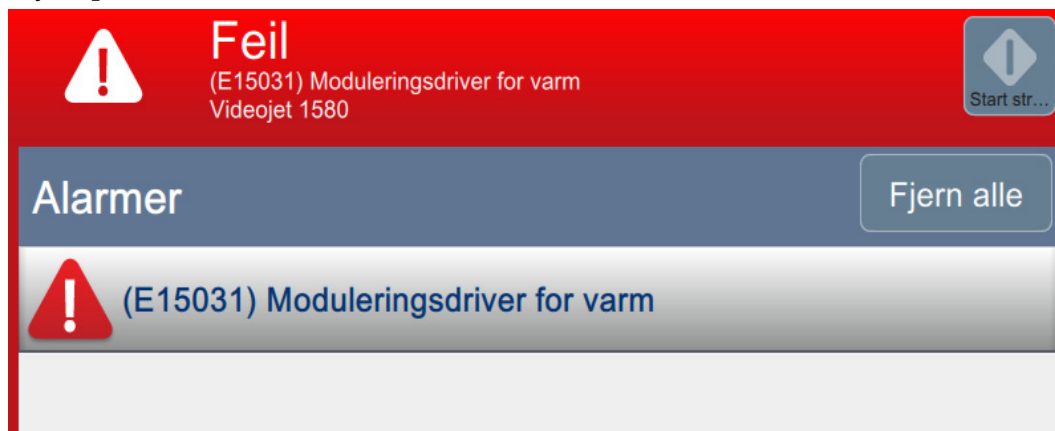 Feil
(E15031) Moduleringsdriver for varm
Videojet 1580
Start str...
Alarmer
Fjern alle
(E15031) Moduleringsdriver for varm